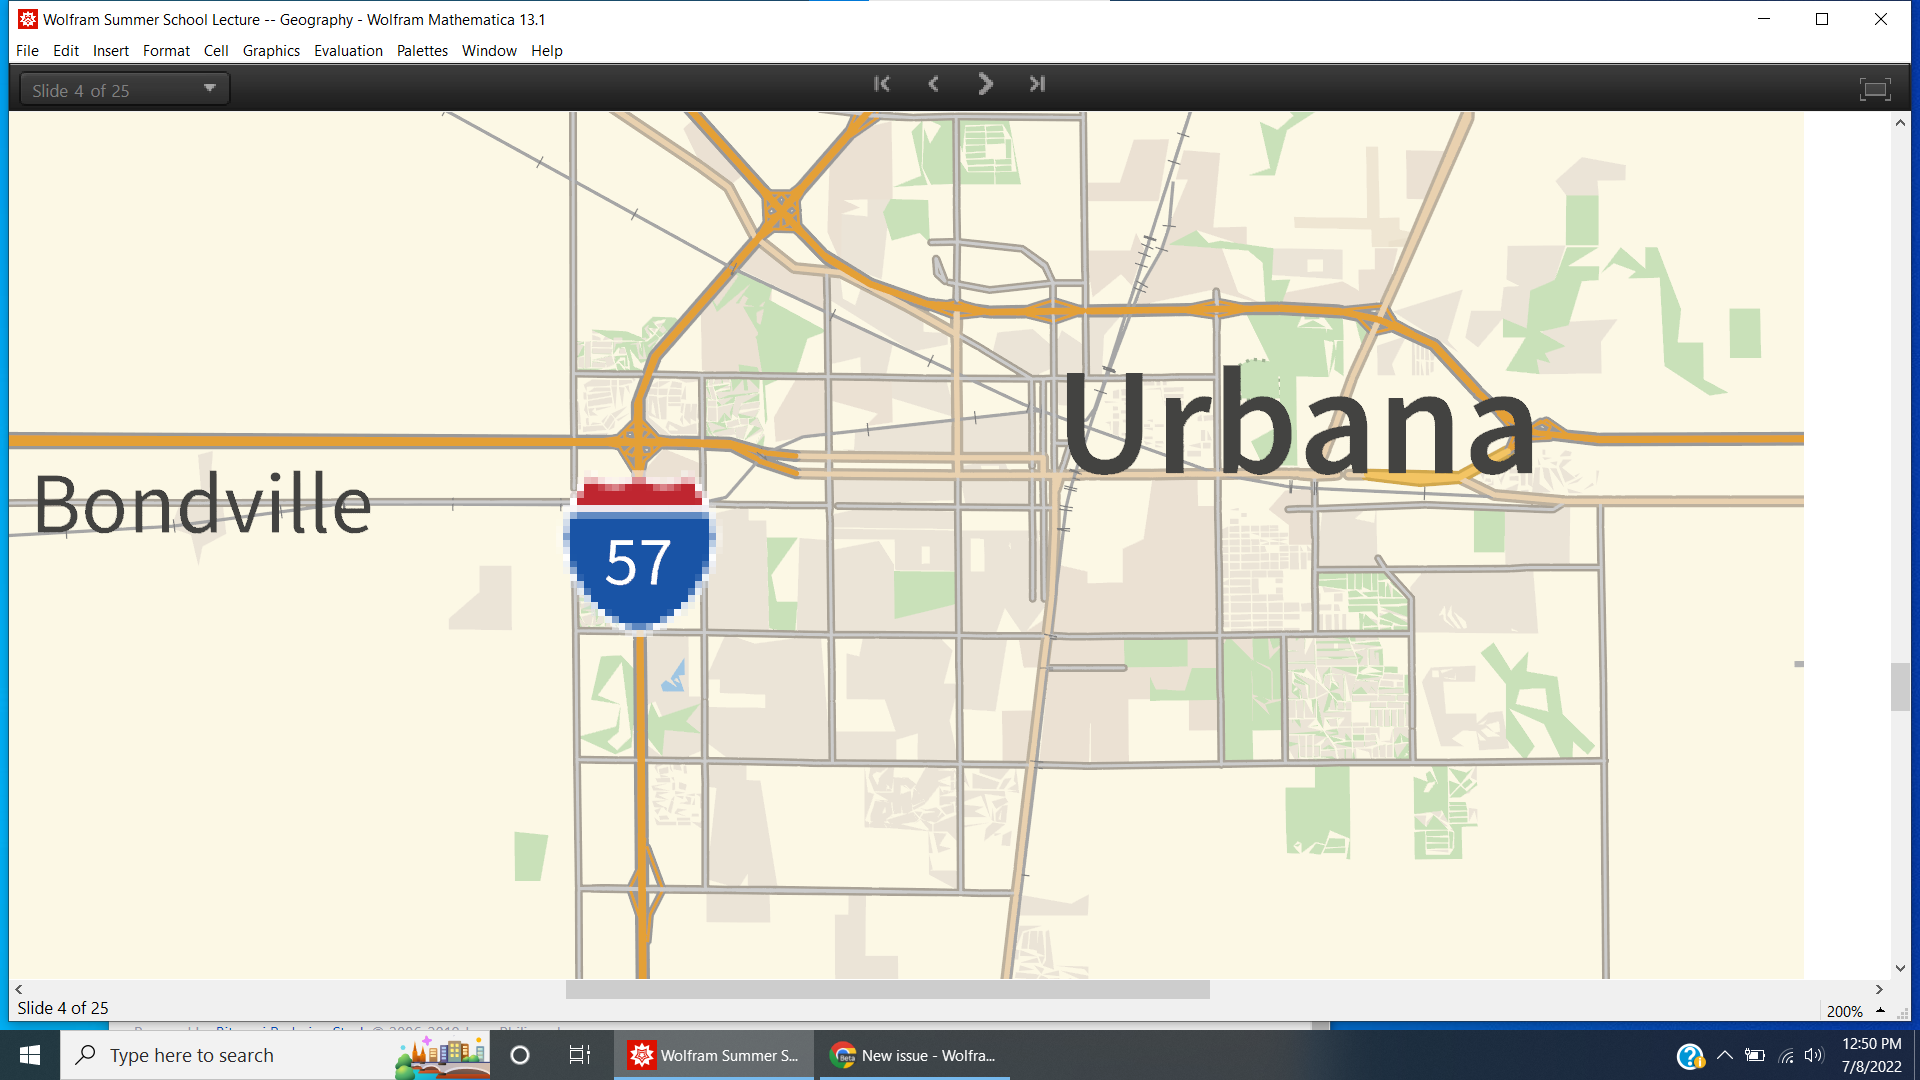 Wolfram Summer School Lecture -- Geography - Wolfram Mathematica 13.1
File Edit Insert Format Cell Graphics Evaluation Palettes Window Help
Slide 4 of 25
Urbana
Bondville
57
Slide 4 of 25
200%
Type here to search
Wolfram Summer S...
Beta
New issue - Wolfra...
12:50 PM
7/8/2022